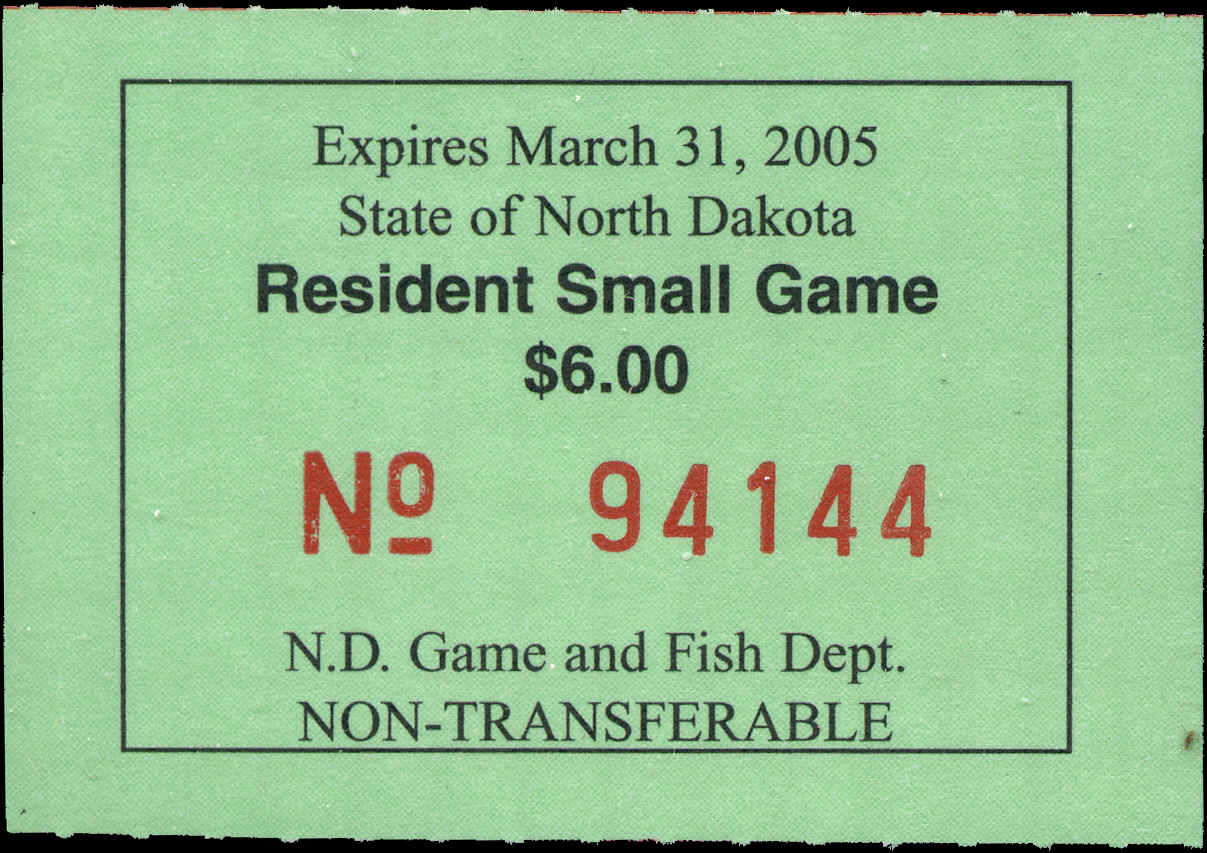 Expires March 31, 2005
State of North Dakota
Resident Small Game
$6.00
Nº 94144
N.D. Game and Fish Dept.
NON-TRANSFERABLE